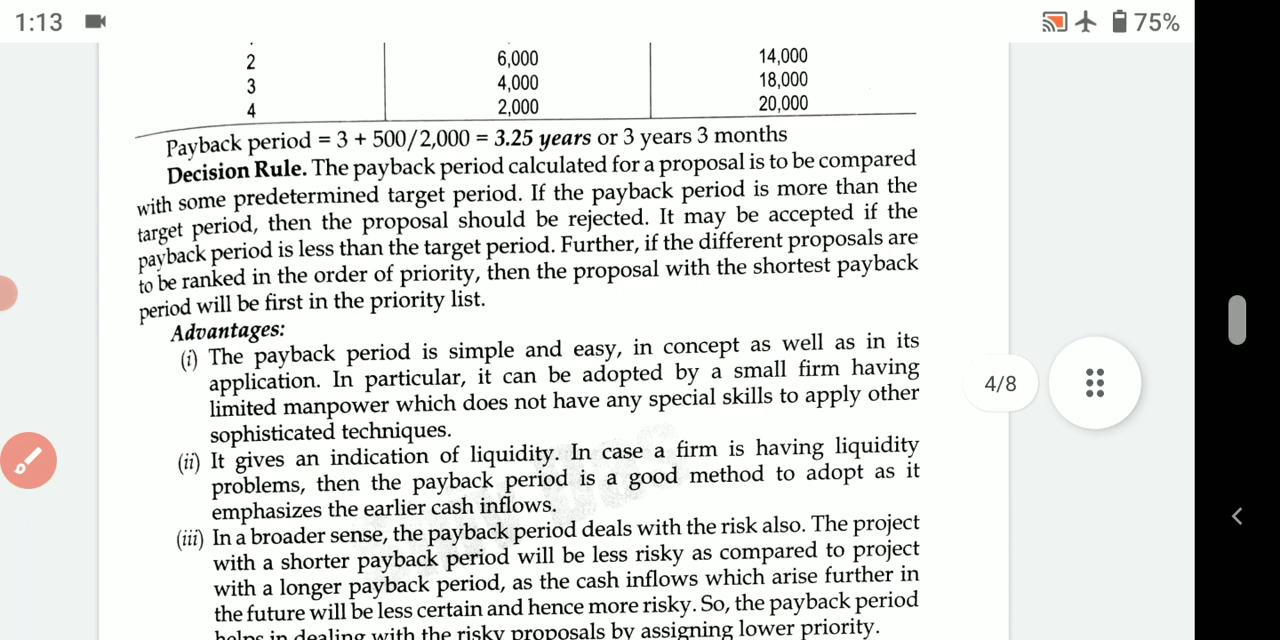 1:13 75%
2 6,000 14,000
3 4,000 18,000
4 2,000 20,000
Payback period = 3 + 500/2,000 = 3.25 years or 3 years 3 months
Decision Rule. The payback period calculated for a proposal is to be compared
with some predetermined target period. If the payback period is more than the
target period, then the proposal should be rejected. It may be accepted if the
payback period is less than the target period. Further, if the different proposals are
to be ranked in the order of priority, then the proposal with the shortest payback
period will be first in the priority list.
Advantages:
(i) The payback period is simple and easy, in concept as well as in its
application. In particular, it can be adopted by a small firm having
limited manpower which does not have any special skills to apply other
sophisticated techniques.
(ii) It gives an indication of liquidity. In case a firm is having liquidity
problems, then the payback period is a good method to adopt as it
emphasizes the earlier cash inflows.
(iii) In a broader sense, the payback period deals with the risk also. The project
with a shorter payback period will be less risky as compared to project
with a longer payback period, as the cash inflows which arise further in
the future will be less certain and hence more risky. So, the payback period
helps in dealing with the risky proposals by assigning lower priority.
4/8